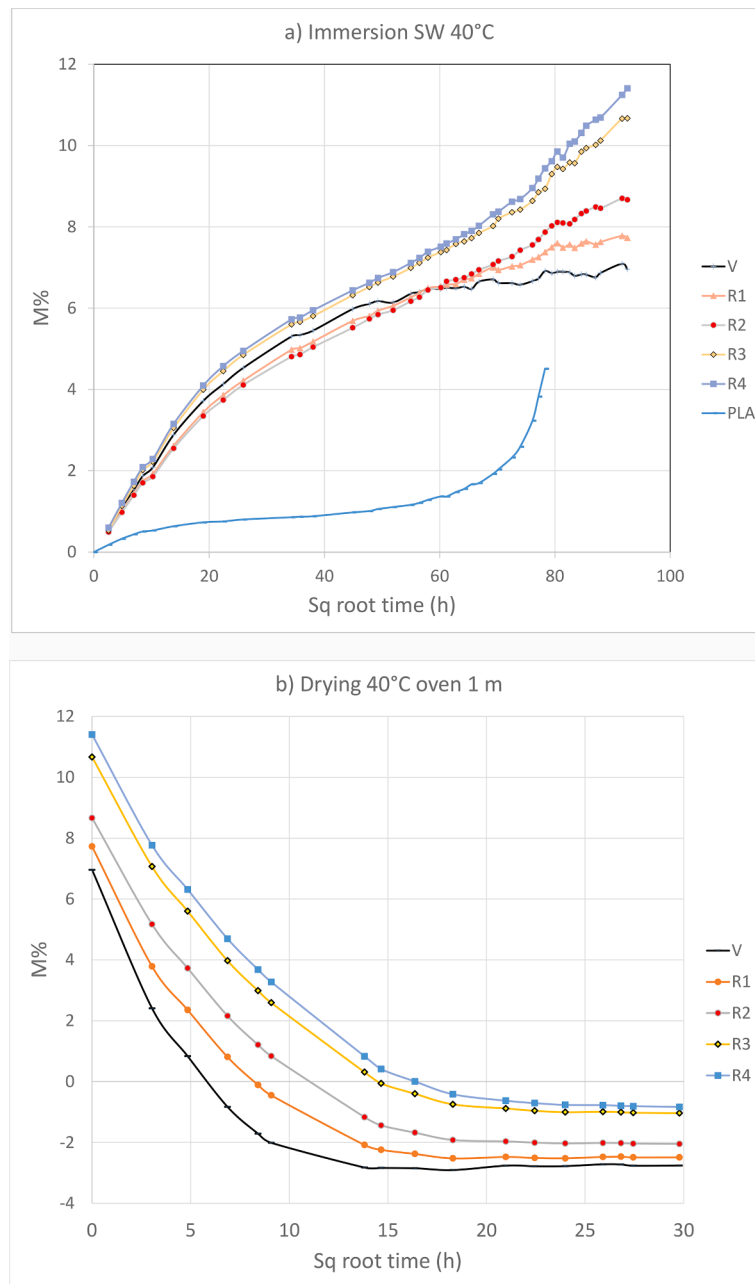 a) Immersion SW 40°C
12
10
8
6
4
2
0
M%
0 20 40 60 80 100
Sq root time (h)
V
R1
R2
R3
R4
PLA
b) Drying 40°C oven 1 m
12
10
8
6
4
2
0
-2
-4
M%
0 5 10 15 20 25 30
Sq root time (h)
V
R1
R2
R3
R4